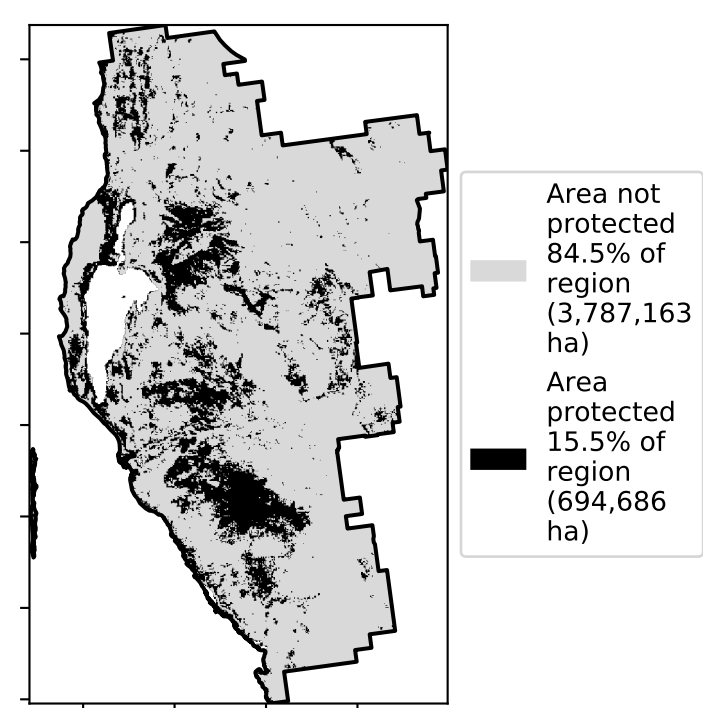 Area not
protected
84.5% of
region
(3,787,163
ha)
Area
protected
15.5% of
region
(694,686
ha)